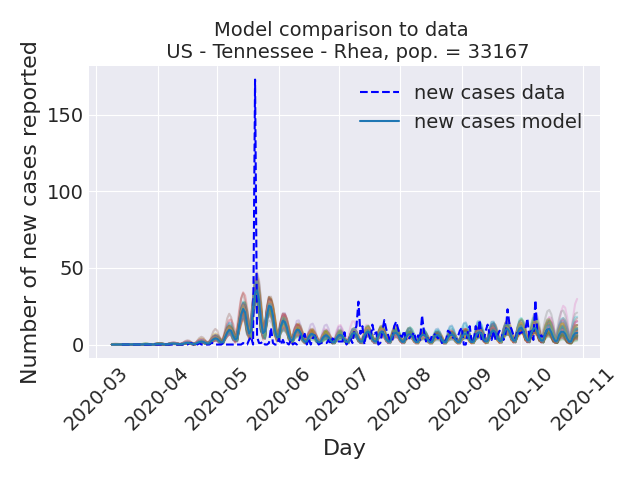 Model comparison to data
US - Tennessee - Rhea, pop. = 33167
Number of new cases reported
150
100
50
0
new cases data
new cases model
2020-03
2020-04
2020-05
2020-06
2020-07
2020-08
2020-09
2020-10
2020-11
Day